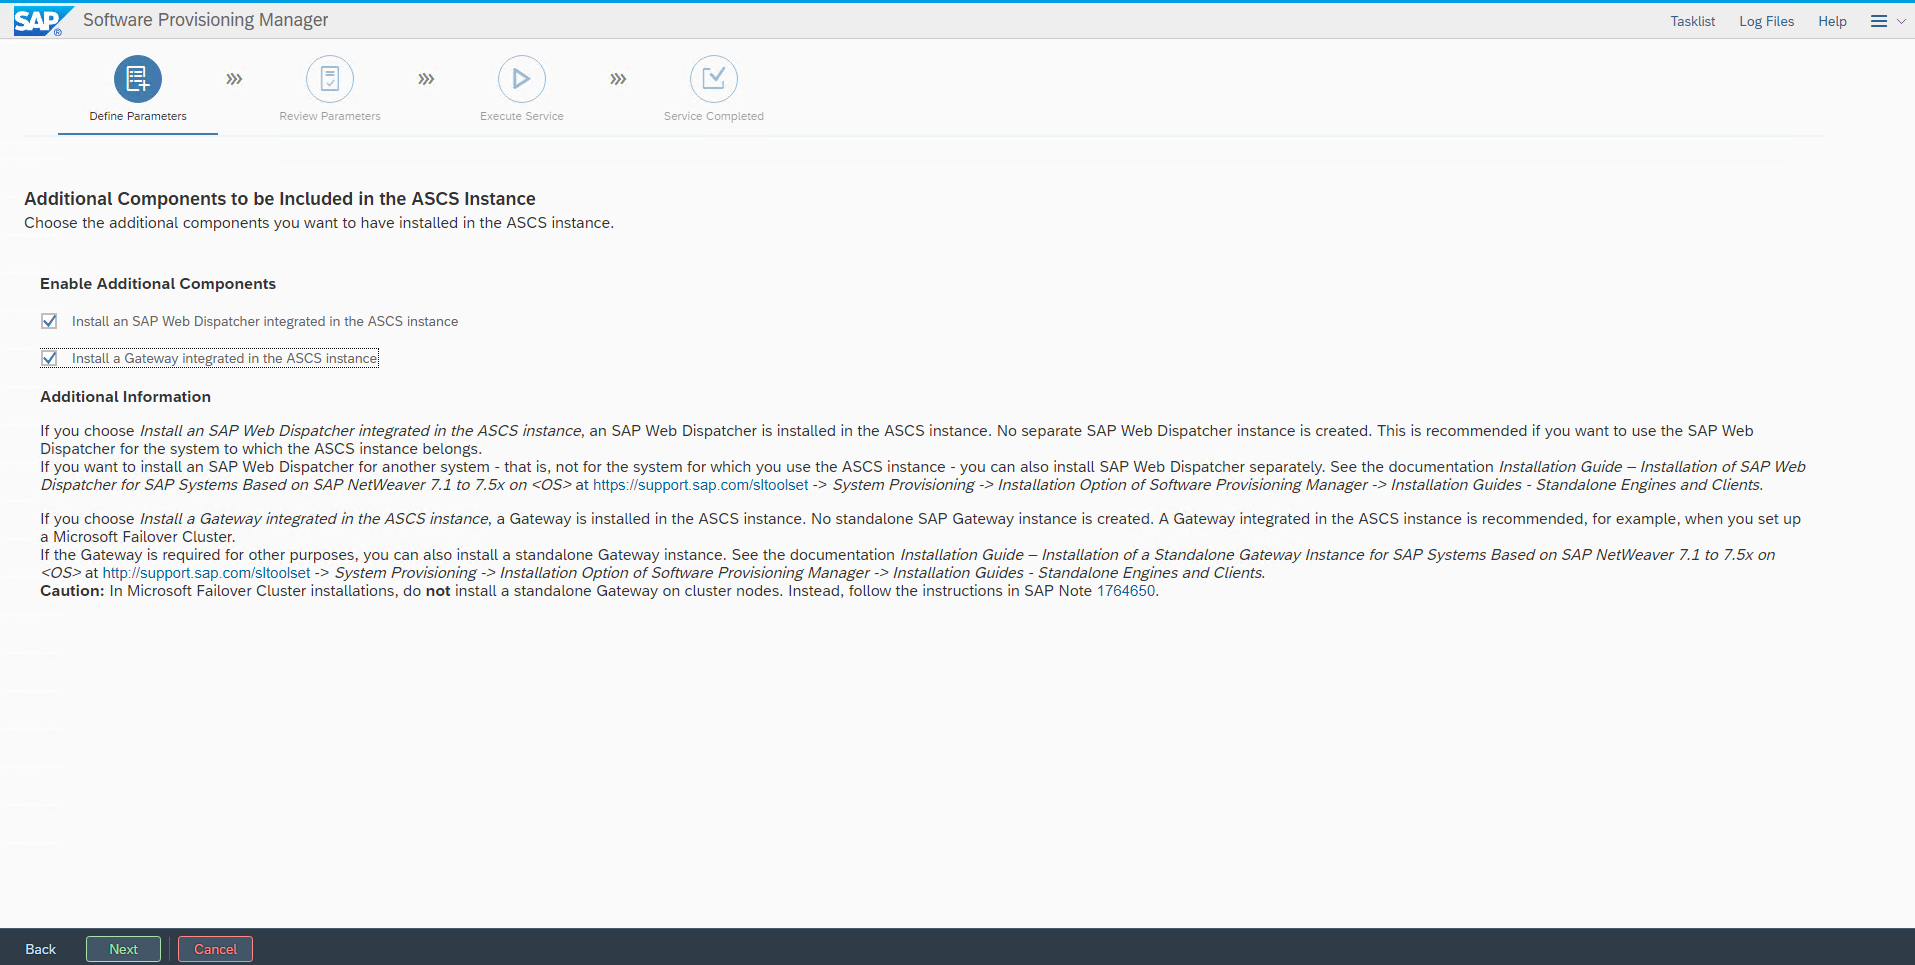 SAP ® Software Provisioning Manager Tasklist Log Files Help
Define Parameters Review Parameters Execute Service Service Completed
Additional Components to be Included in the ASCS Instance
Choose the additional components you want to have installed in the ASCS instance.
Enable Additional Components
Install an SAP Web Dispatcher integrated in the ASCS instance
Install a Gateway integrated in the ASCS instance
Additional Information
If you choose Install an SAP Web Dispatcher integrated in the ASCS instance, an SAP Web Dispatcher is installed in the ASCS instance. No separate SAP Web Dispatcher instance is created. This is recommended if you want to use the SAP Web
Dispatcher for the system to which the ASCS instance belongs.
If you want to install an SAP Web Dispatcher for another system - that is, not for the system for which you use the ASCS instance - you can also install SAP Web Dispatcher separately. See the documentation Installation Guide – Installation of SAP Web
Dispatcher for SAP Systems Based on SAP NetWeaver 7.1 to 7.5x on <OS> at https://support.sap.com/sltoolset -> System Provisioning -> Installation Option of Software Provisioning Manager -> Installation Guides - Standalone Engines and Clients.
If you choose Install a Gateway integrated in the ASCS instance, a Gateway is installed in the ASCS instance. No standalone SAP Gateway instance is created. A Gateway integrated in the ASCS instance is recommended, for example, when you set up
a Microsoft Failover Cluster.
If the Gateway is required for other purposes, you can also install a standalone Gateway instance. See the documentation Installation Guide – Installation of a Standalone Gateway Instance for SAP Systems Based on SAP NetWeaver 7.1 to 7.5x on
<OS> at http://support.sap.com/sltoolset -> System Provisioning -> Installation Option of Software Provisioning Manager -> Installation Guides - Standalone Engines and Clients.
Caution: In Microsoft Failover Cluster installations, do not install a standalone Gateway on cluster nodes. Instead, follow the instructions in SAP Note 1764650.
Back Next Cancel